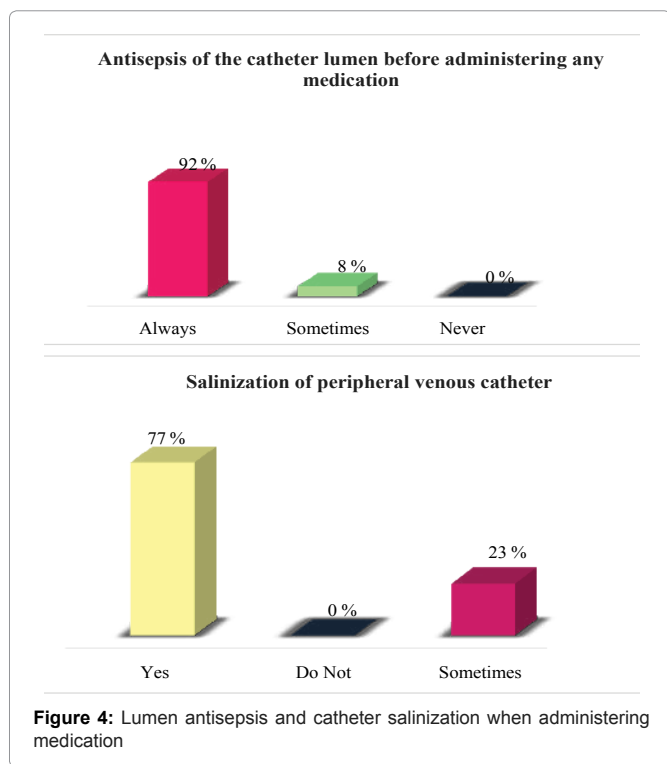 Antisepsis of the catheter lumen before administering any
medication
92 %
8 %
0 %
Always Sometimes Never
Salinization of peripheral venous catheter
77 %
0 %
23 %
Yes Do Not Sometimes
Figure 4: Lumen antisepsis and catheter salinization when administering
medication